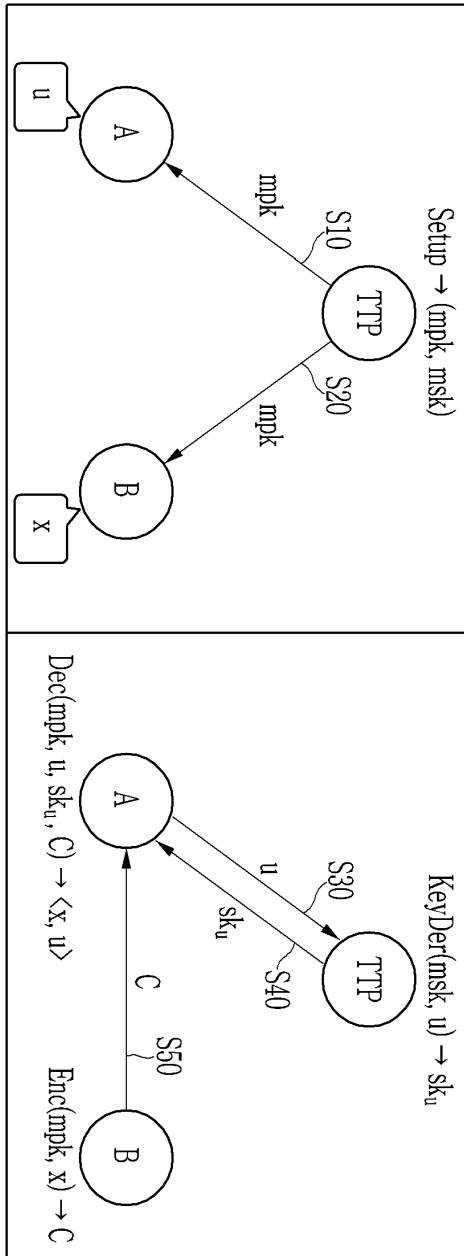 Setup → (mpk, msk)
TTP
S10
S20
mpk
mpk
A
B
u
x
KeyDer(msk, u) → skᵤ
TTP
S30
S40
u
skᵤ
A
C
S50
B
Dec(mpk, u, skᵤ, C) → ⟨x, u⟩
Enc(mpk, x) → C